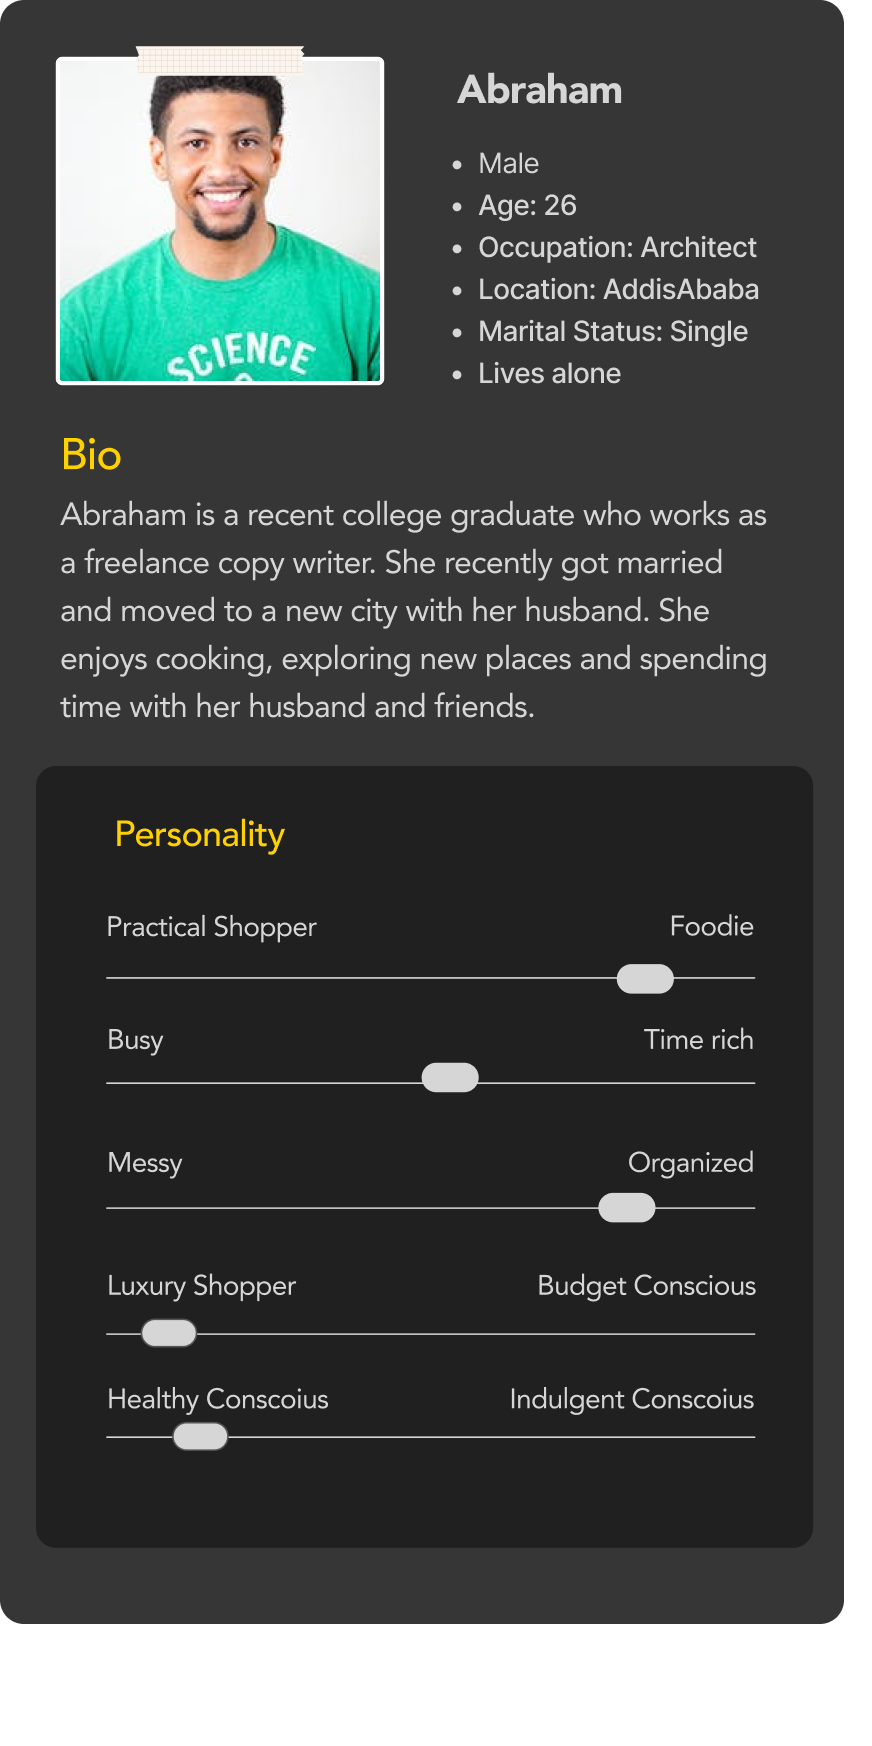 Abraham
Male
Age: 26
Occupation: Architect
Location: AddisAbaba
Marital Status: Single
Lives alone
SCIENCE
Bio
Abraham is a recent college graduate who works as
a freelance copy writer. She recently got married
and moved to a new city with her husband. She
enjoys cooking, exploring new places and spending
time with her husband and friends.
Personality
Practical Shopper Foodie
Busy Time rich
Messy Organized
Luxury Shopper Budget Conscious
Healthy Conscoius Indulgent Conscoius